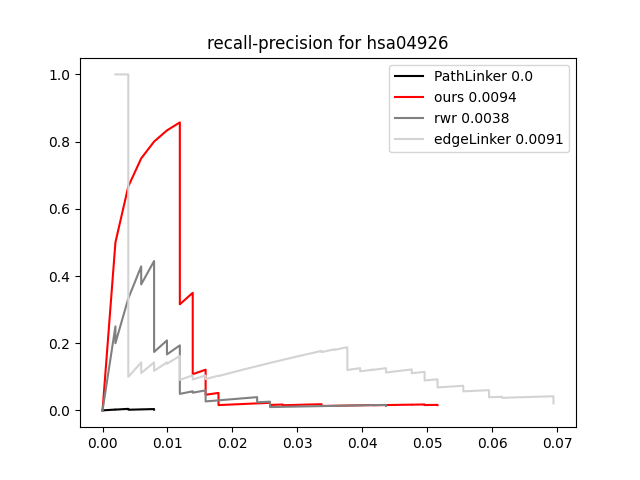 recall-precision for hsa04926
PathLinker 0.0
ours 0.0094
rwr 0.0038
edgeLinker 0.0091
1.0
0.8
0.6
0.4
0.2
0.0
0.00 0.01 0.02 0.03 0.04 0.05 0.06 0.07